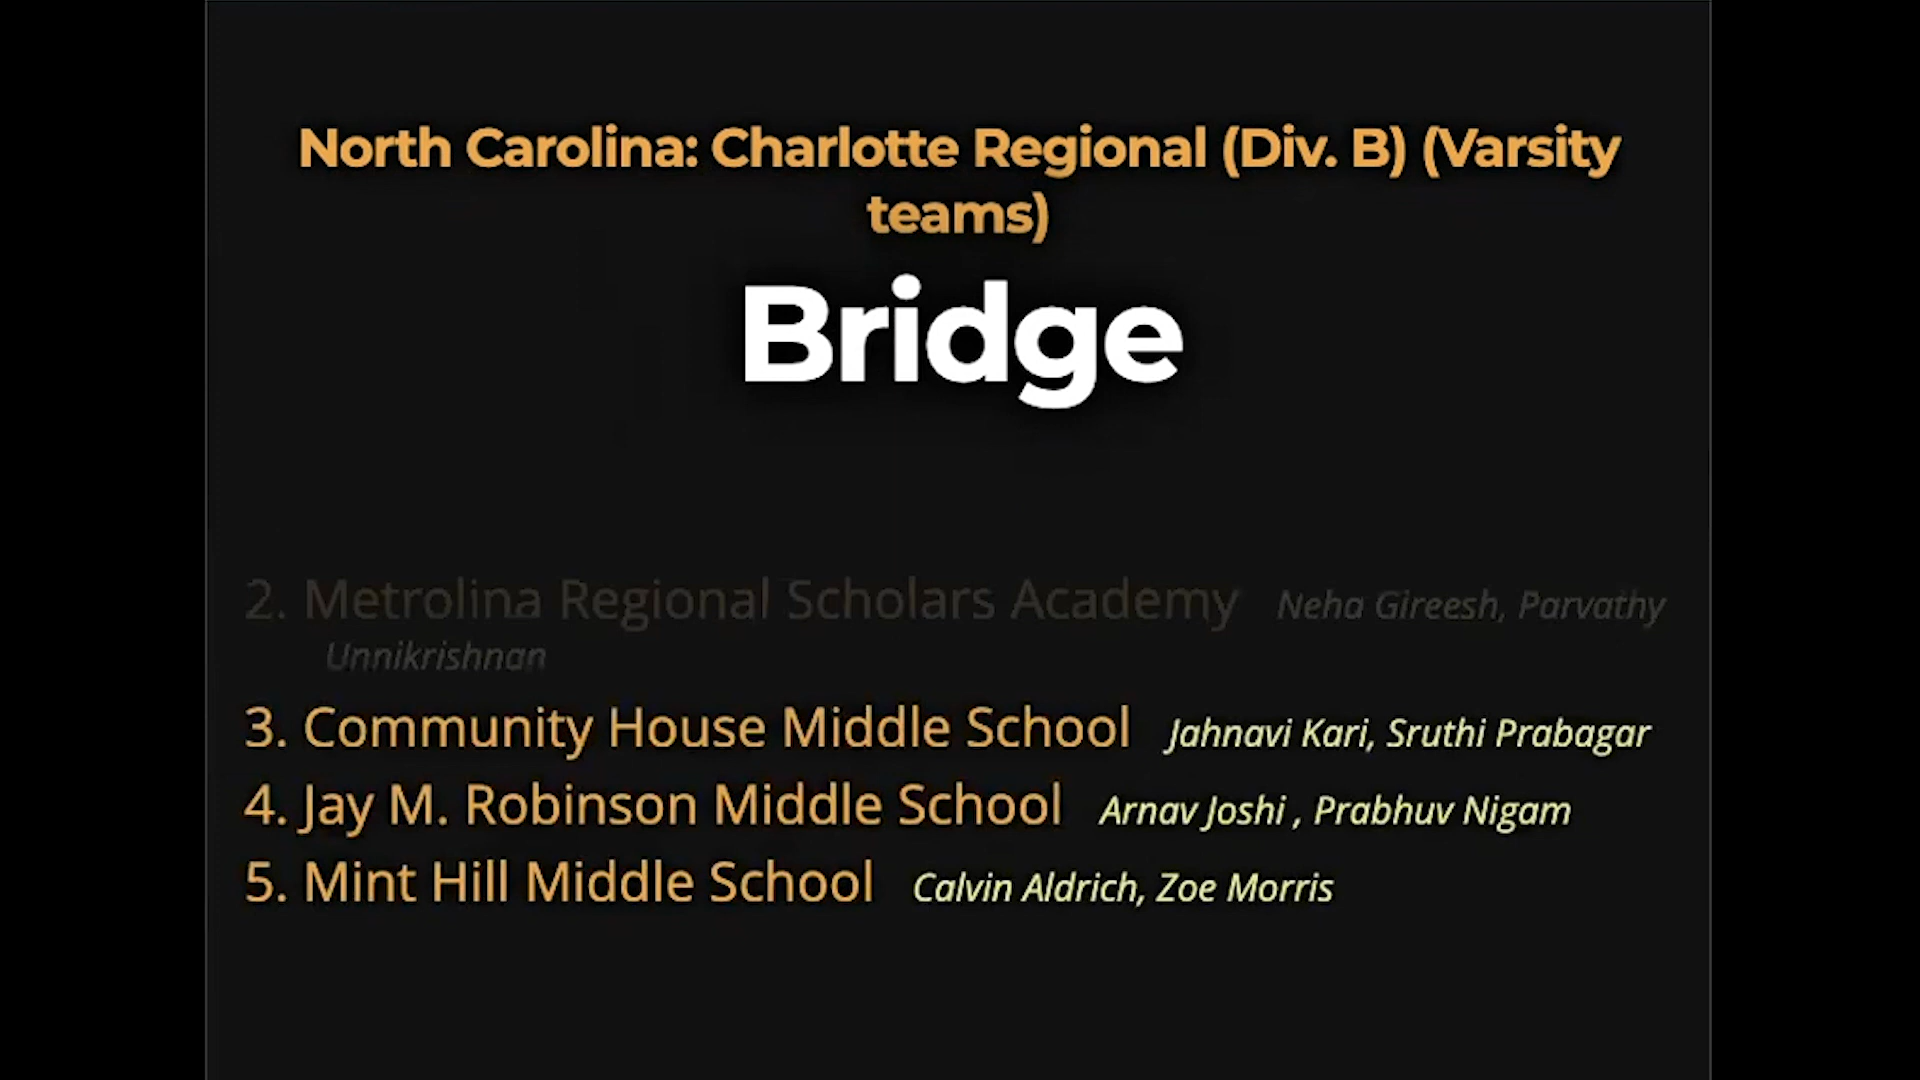 North Carolina: Charlotte Regional (Div. B) (Varsity
teams)
Bridge
2. Metrolina Regional Scholars Academy Neha Gireesh, Parvathy
Unnikrishnan
3. Community House Middle School Jahnavi Kari, Sruthi Prabagar
4. Jay M. Robinson Middle School Arnav Joshi , Prabhuv Nigam
5. Mint Hill Middle School Calvin Aldrich, Zoe Morris